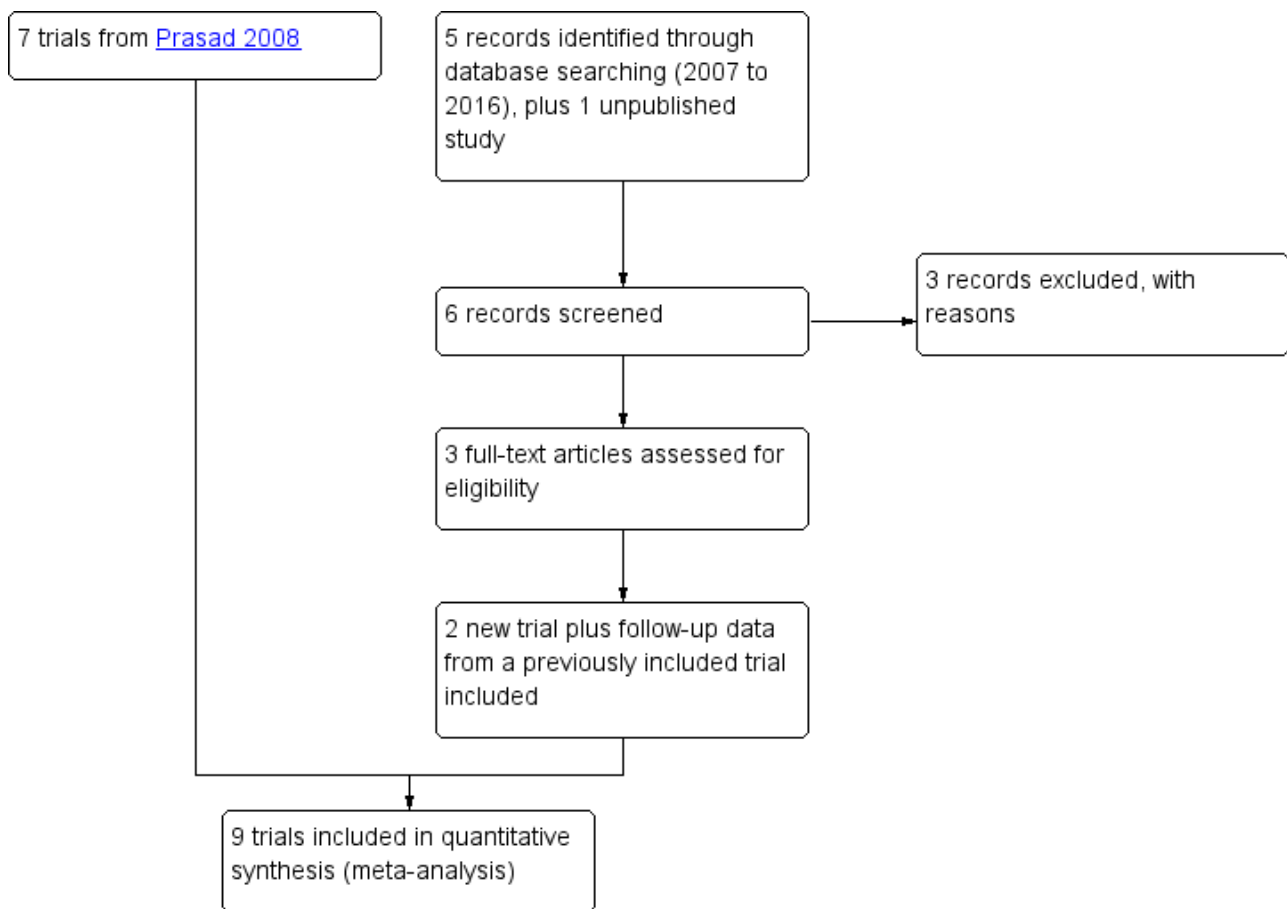 7 trials from Prasad 2008
5 records identified through
database searching (2007 to
2016), plus 1 unpublished
study
6 records screened
3 records excluded, with
reasons
3 full-text articles assessed for
eligibility
2 new trial plus follow-up data
from a previously included trial
included
9 trials included in quantitative
synthesis (meta-analysis)